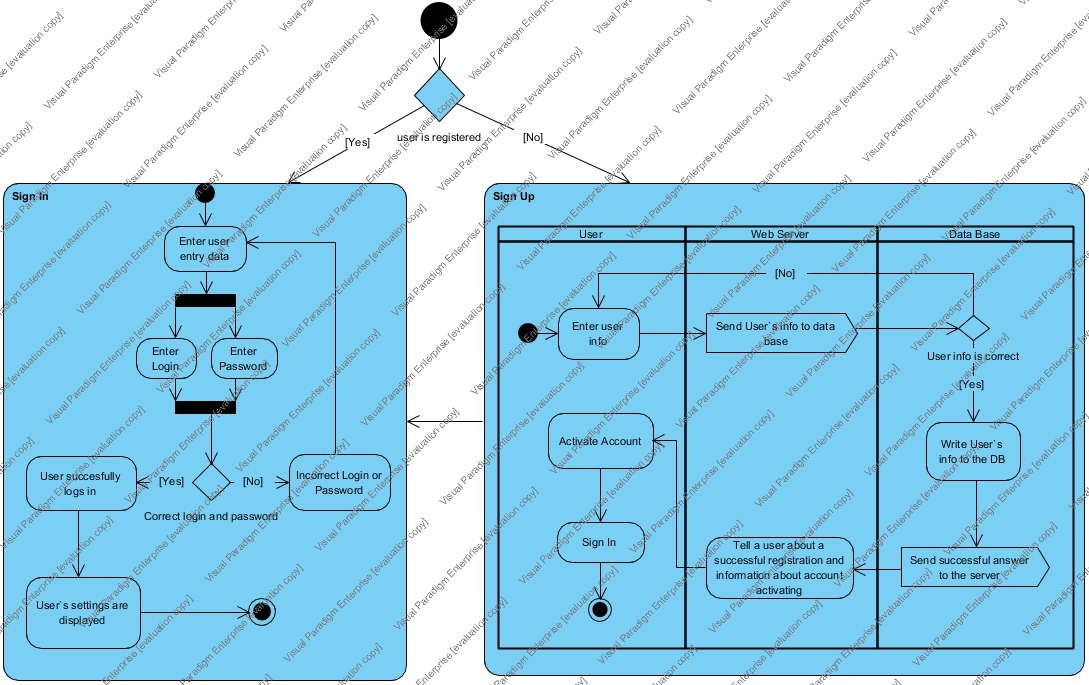 user is registered
[Yes]
[No]
Sign In
Enter user
entry data
Enter
Login
Enter
Password
User succesfully
logs in
[Yes]
[No]
Incorrect Login or
Password
Correct login and password
User`s settings are
displayed
Sign Up
User
Web Server
Data Base
[No]
Enter user
info
Send User`s info to data
base
User info is correct
[Yes]
Activate Account
Write User`s
info to the DB
Sign In
Tell a user about a
successful registration and
information about account
activating
Send successful answer
to the server
Visual Paradigm Enterprise [evaluation copy]